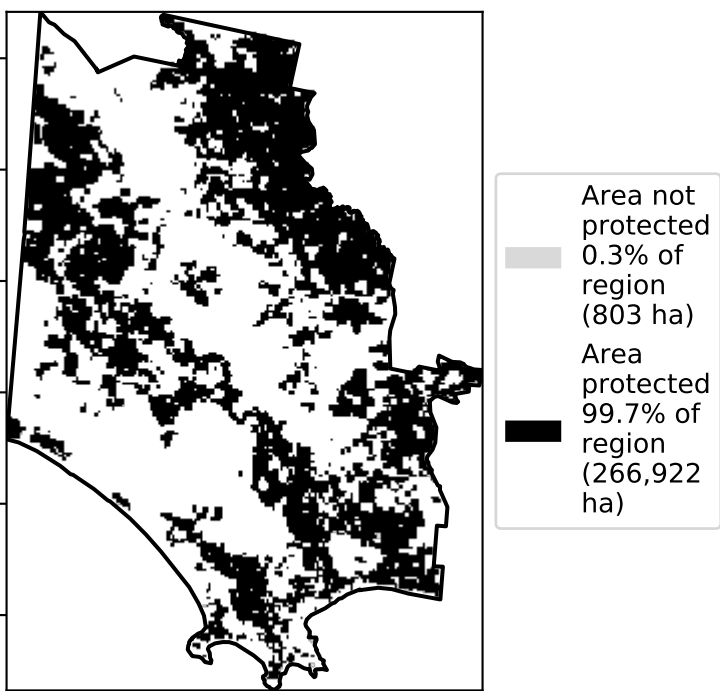 Area not
protected
0.3% of
region
(803 ha)
Area
protected
99.7% of
region
(266,922
ha)